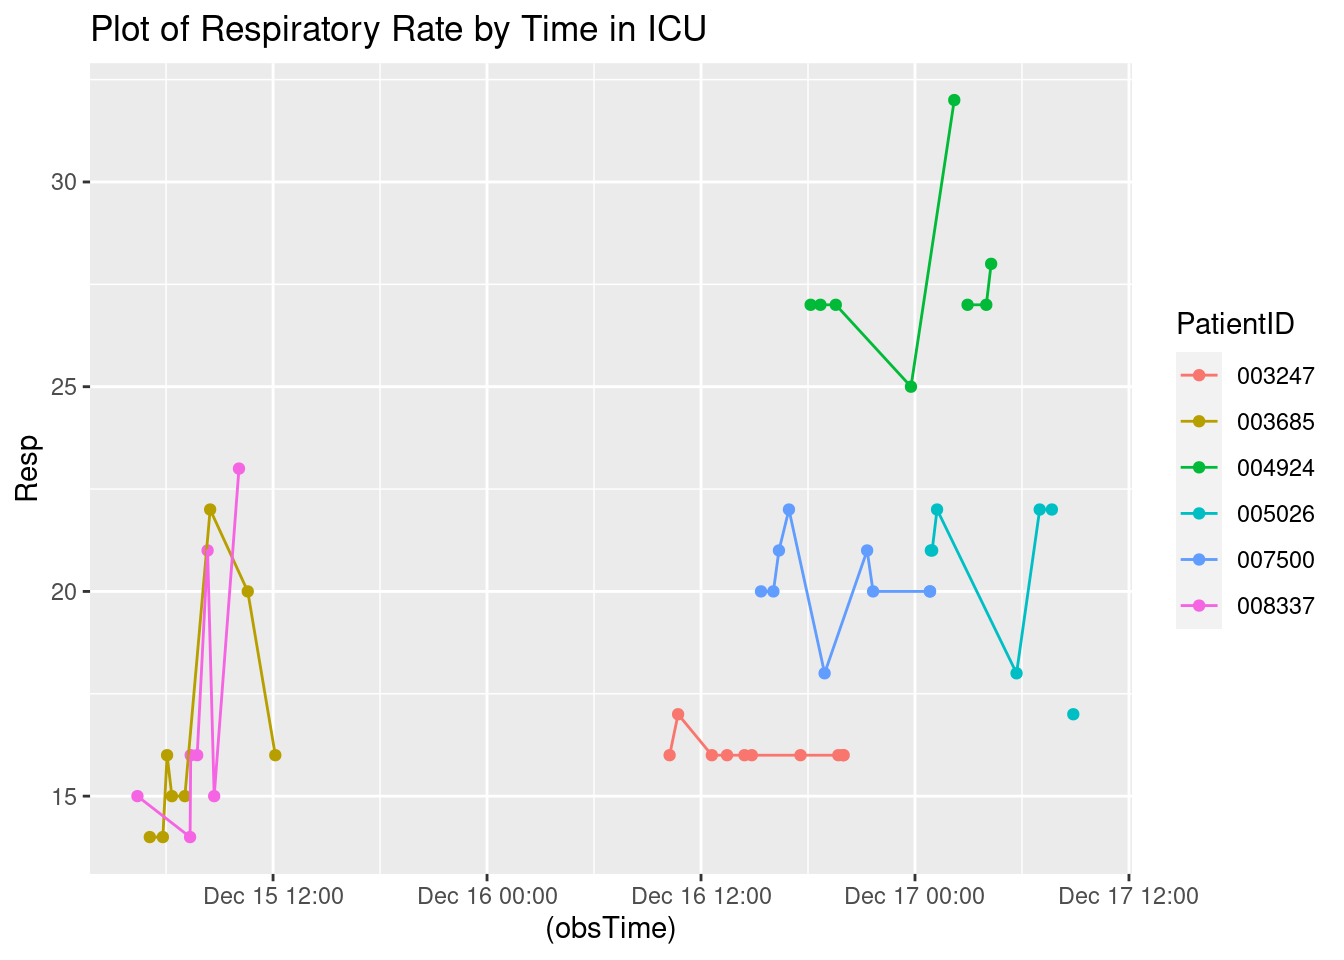 Plot of Respiratory Rate by Time in ICU
30
25
20
15
Resp
Dec 15 12:00
Dec 16 00:00
Dec 16 12:00
Dec 17 00:00
Dec 17 12:00
(obsTime)
PatientID
003247
003685
004924
005026
007500
008337